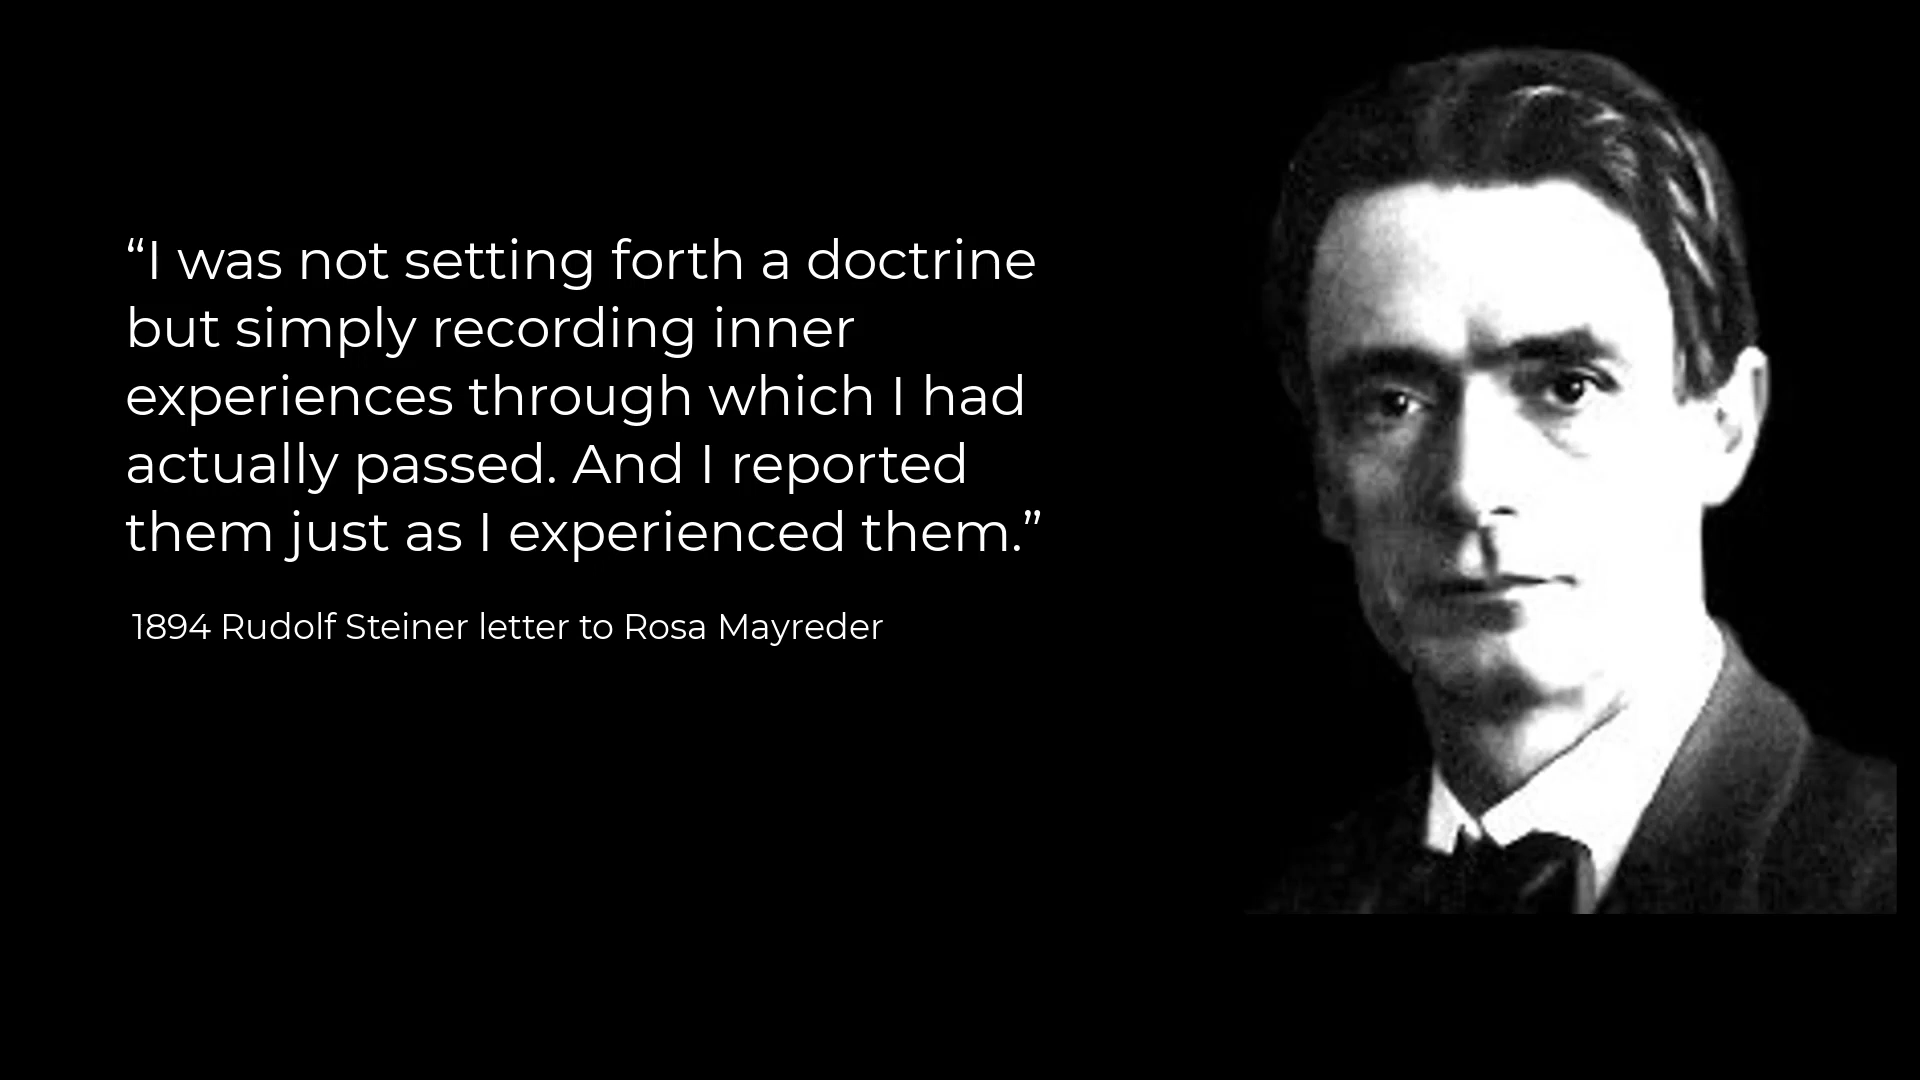 “I was not setting forth a doctrine
but simply recording inner
experiences through which I had
actually passed. And I reported
them just as I experienced them.”
1894 Rudolf Steiner letter to Rosa Mayreder